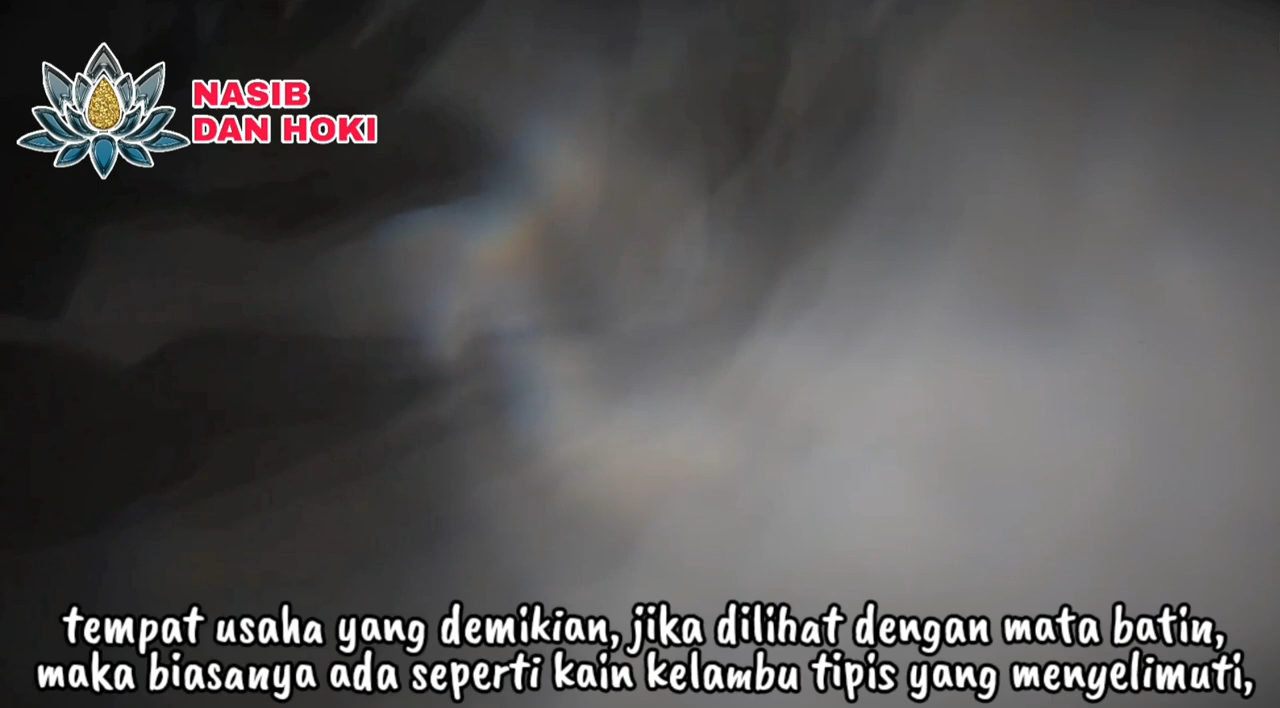 NASIB
DAN HOKI
tempat usaha yang demikian, jika dilihat dengan mata batin,
maka biasanya ada seperti kain kelambu tipis yang menyelimuti,